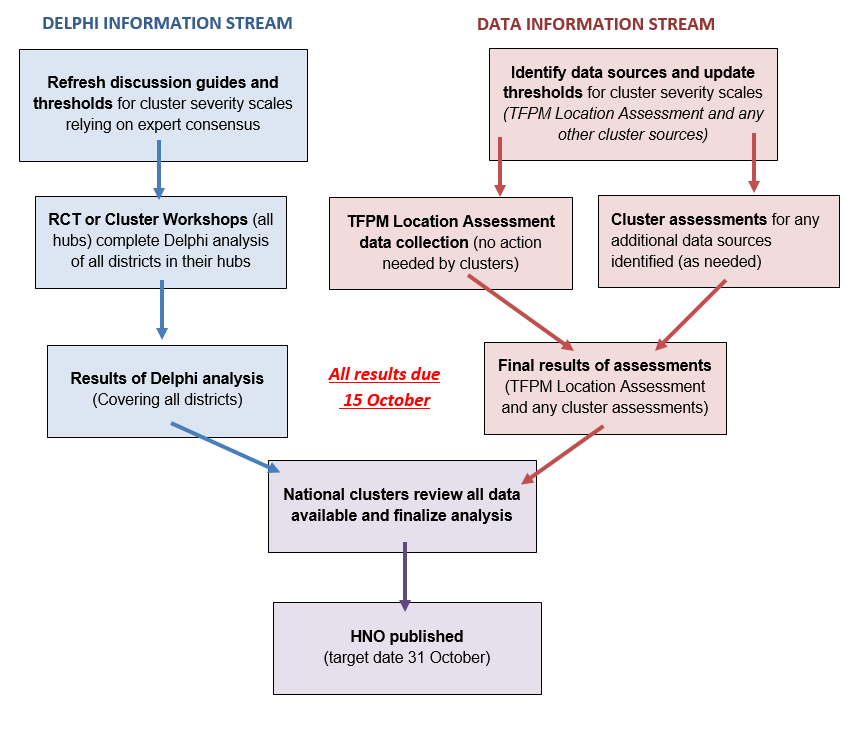 DELPHI INFORMATION STREAM
DATA INFORMATION STREAM
Refresh discussion guides and
thresholds for cluster severity scales
relying on expert consensus
Identify data sources and update
thresholds for cluster severity scales
(TFPM Location Assessment and any
other cluster sources)
RCT or Cluster Workshops (all
hubs) complete Delphi analysis
of all districts in their hubs
TFPM Location Assessment
data collection (no action
needed by clusters)
Cluster assessments for any
additional data sources
identified (as needed)
Results of Delphi analysis
(Covering all districts)
All results due
15 October
Final results of assessments
(TFPM Location Assessment
and any cluster assessments)
National clusters review all data
available and finalize analysis
HNO published
(target date 31 October)